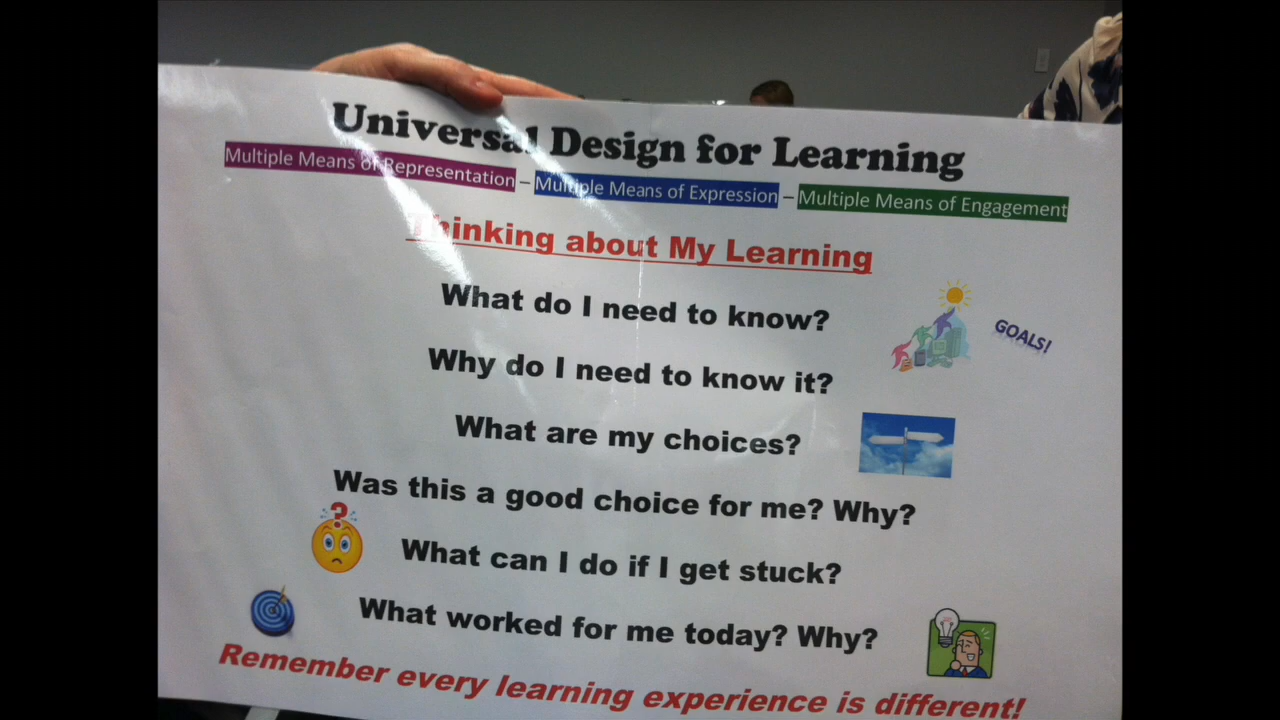 Universal Design for Learning
Multiple Means of Representation – Multiple Means of Expression – Multiple Means of Engagement
Thinking about My Learning
What do I need to know?
GOALS!
Why do I need to know it?
What are my choices?
Was this a good choice for me? Why?
?
What can I do if I get stuck?
What worked for me today? Why?
Remember every learning experience is different!